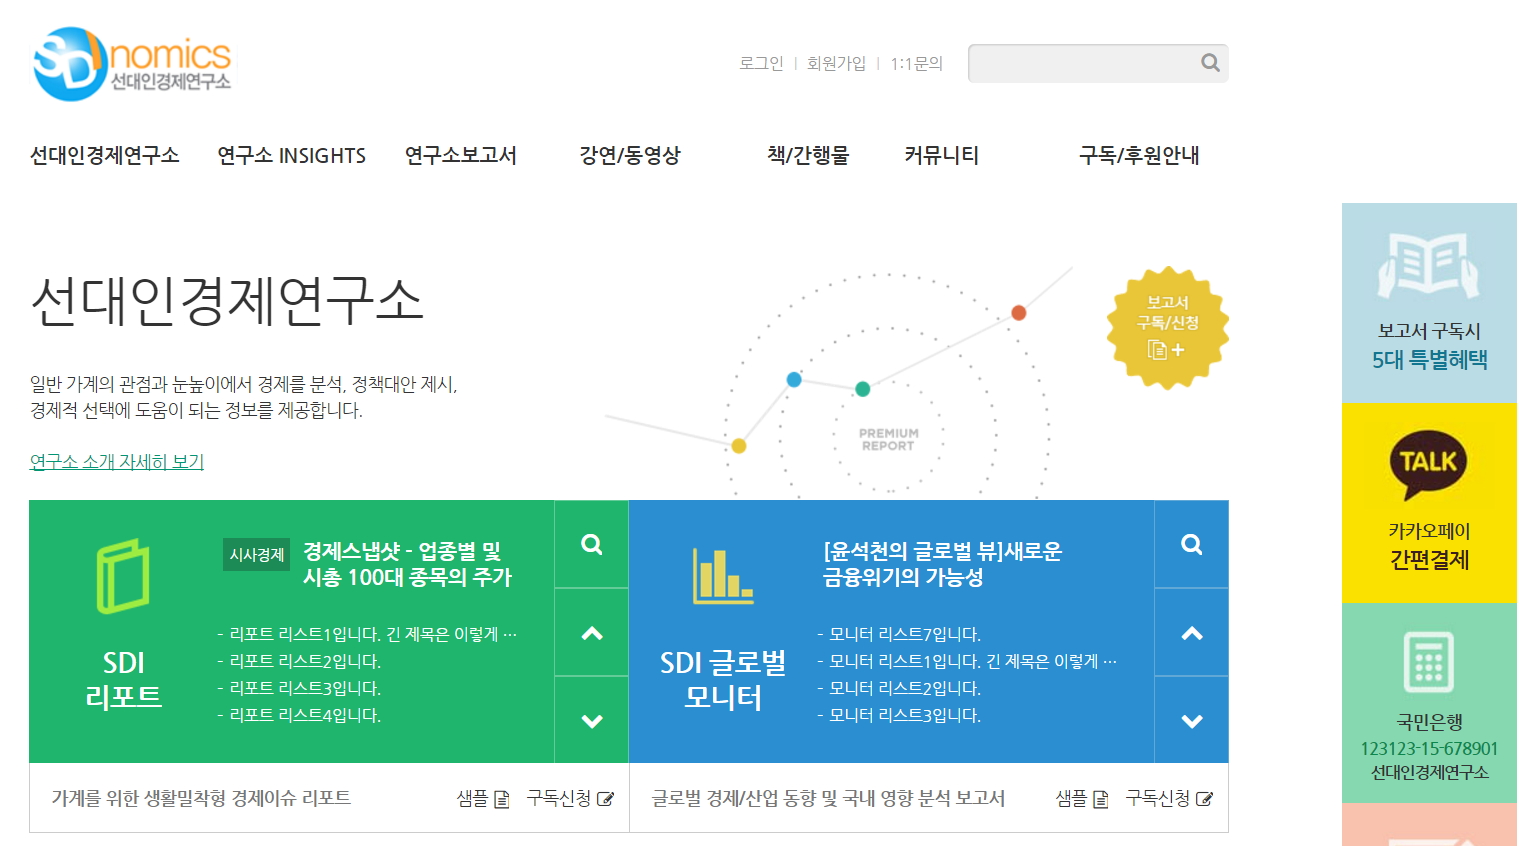 SDInomics
선대인경제연구소
로그인 | 회원가입 | 1:1문의
선대인경제연구소 연구소 INSIGHTS 연구소보고서 강연/동영상 책/간행물 커뮤니티 구독/후원안내
선대인경제연구소
일반 가계의 관점과 눈높이에서 경제를 분석, 정책대안 제시,
경제적 선택에 도움이 되는 정보를 제공합니다.
연구소 소개 자세히 보기
PREMIUM
REPORT
보고서
구독/신청
보고서 구독시
5대 특별혜택
TALK
카카오페이
간편결제
국민은행
123123-15-678901
선대인경제연구소
SDI
리포트
시사경제
경제스냅샷 - 업종별 및
시총 100대 종목의 주가
- 리포트 리스트1입니다. 긴 제목은 이렇게 ···
- 리포트 리스트2입니다.
- 리포트 리스트3입니다.
- 리포트 리스트4입니다.
SDI 글로벌
모니터
[윤석천의 글로벌 뷰]새로운
금융위기의 가능성
- 모니터 리스트7입니다.
- 모니터 리스트1입니다. 긴 제목은 이렇게 ···
- 모니터 리스트2입니다.
- 모니터 리스트3입니다.
가계를 위한 생활밀착형 경제이슈 리포트 샘플 구독신청
글로벌 경제/산업 동향 및 국내 영향 분석 보고서 샘플 구독신청